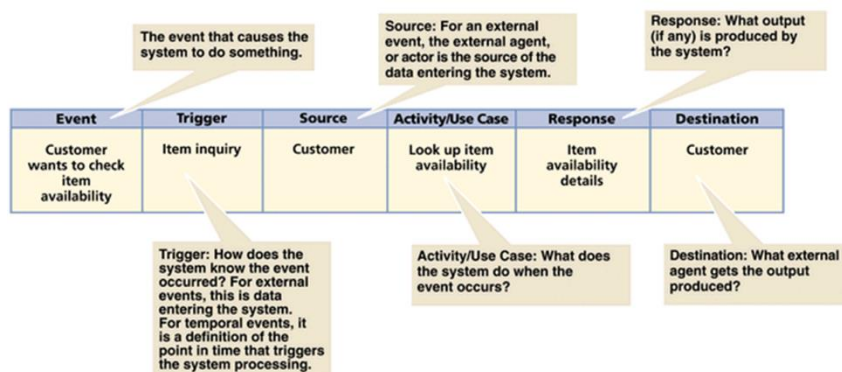 The event that causes the
system to do something.
Source: For an external
event, the external agent,
or actor is the source of the
data entering the system.
Response: What output
(if any) is produced by
the system?
Event Trigger Source Activity/Use Case Response Destination
Customer
wants to check
item
availability
Item inquiry
Customer
Look up item
availability
Item
availability
details
Customer
Trigger: How does the
system know the event
occurred? For external
events, this is data
entering the system.
For temporal events, it
is a definition of the
point in time that triggers
the system processing.
Activity/Use Case: What does
the system do when the
event occurs?
Destination: What external
agent gets the output
produced?